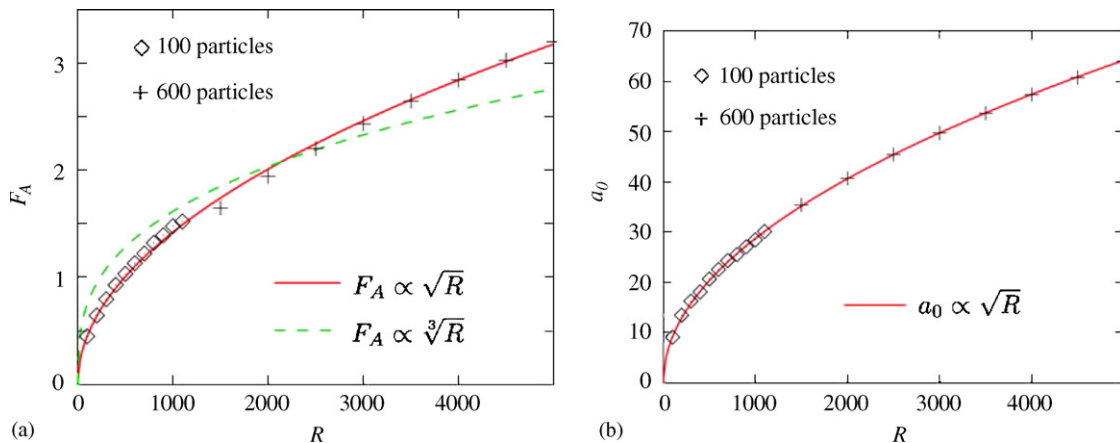 3
2
1
0
F_A
◇ 100 particles
+ 600 particles
F_A ∝ √R
F_A ∝ ∛R
0 1000 2000 3000 4000
R
(a)
70
60
50
40
30
20
10
0
a_0
◇ 100 particles
+ 600 particles
a_0 ∝ √R
0 1000 2000 3000 4000
R
(b)